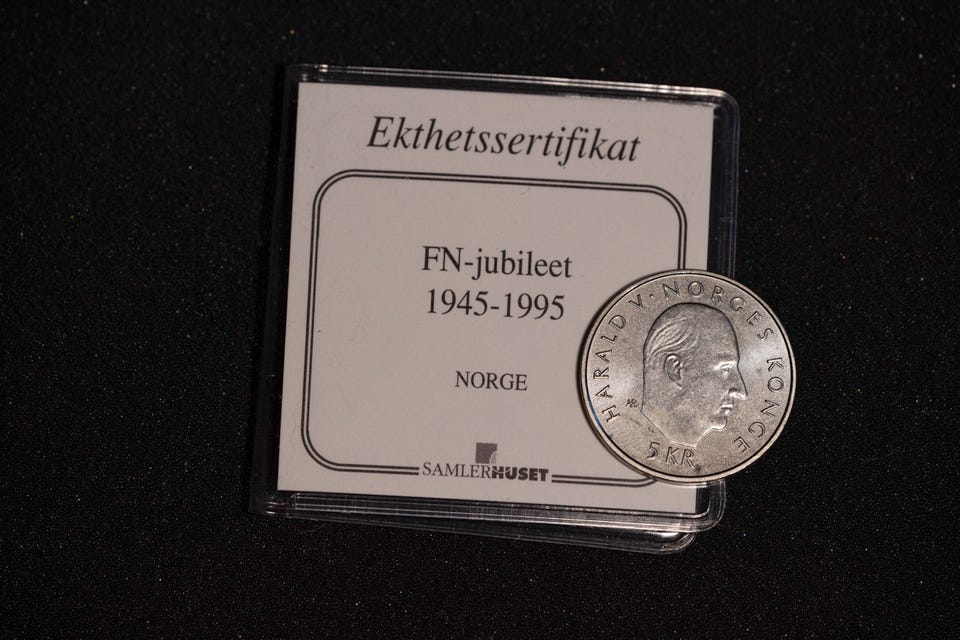 Ekthetssertifikat
FN-jubileet
1945-1995
NORGE
SAMLERHUSET
HARALD V · NORGES KONGE
5 KR